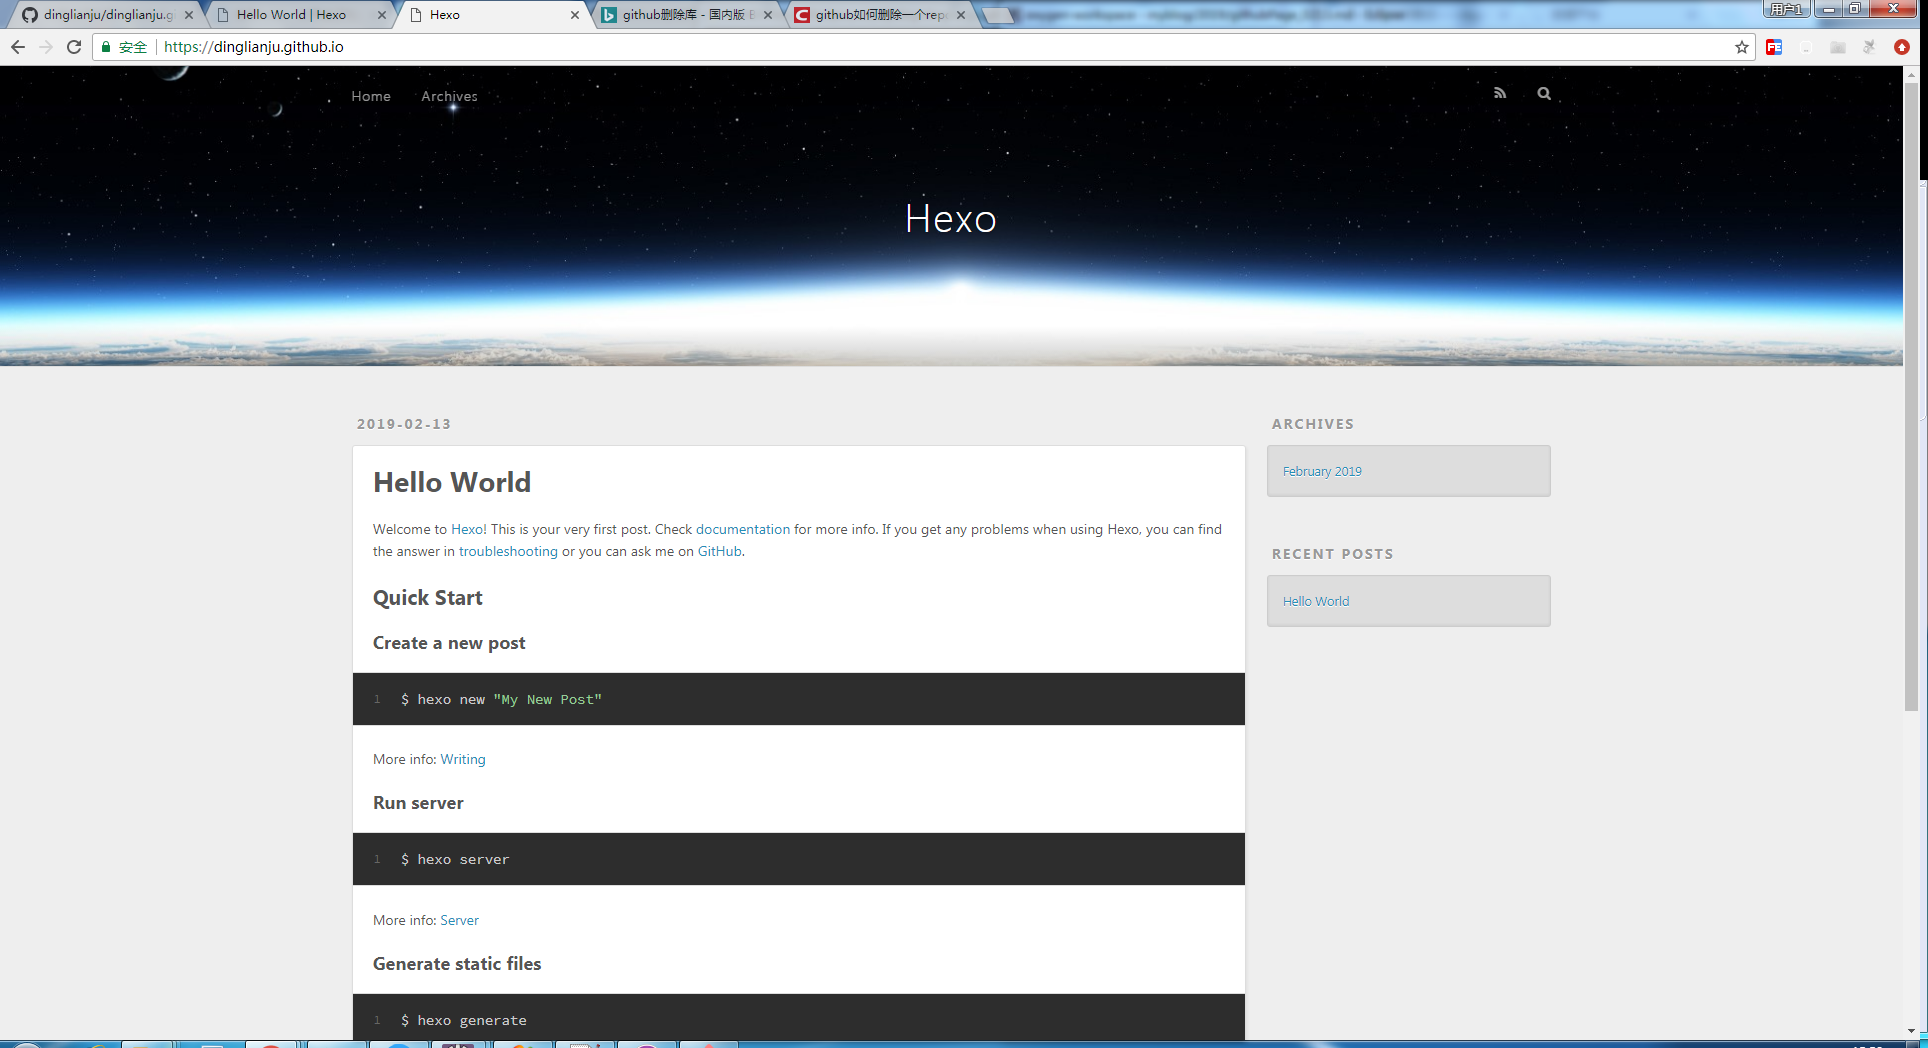 dinglianju/dinglianju.g
Hello World | Hexo
Hexo
github删除库 - 国内版 B
github如何删除一个repo
用户1
安全
https://dinglianju.github.io
Home
Archives
Hexo
2019-02-13
Hello World
Welcome to Hexo! This is your very first post. Check documentation for more info. If you get any problems when using Hexo, you can find
the answer in troubleshooting or you can ask me on GitHub.
Quick Start
Create a new post
1 $ hexo new "My New Post"
More info: Writing
Run server
1 $ hexo server
More info: Server
Generate static files
1 $ hexo generate
ARCHIVES
February 2019
RECENT POSTS
Hello World